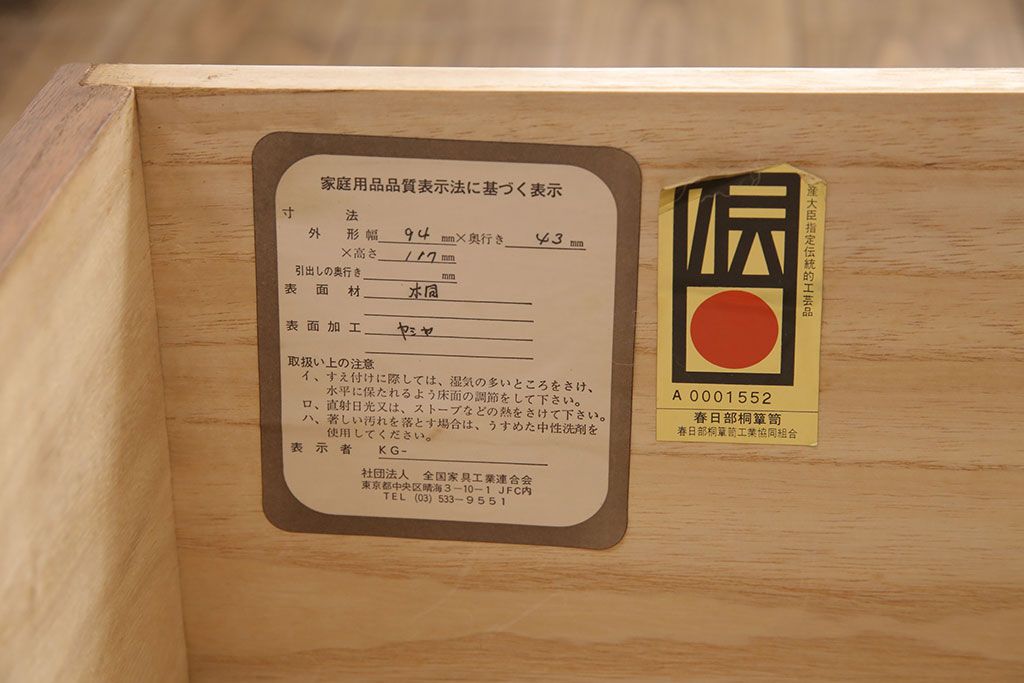 家庭用品品質表示法に基づく表示
寸 法
外 形 幅 94 mm×奥行き 43 mm
×高さ 117 mm
引出しの奥行き mm
表 面 材 桐
表面加工 ヤシャ
取扱い上の注意
イ、すえ付けに際しては、湿気の多いところをさけ、
水平に保たれるよう床面の調節をして下さい。
ロ、直射日光又は、ストーブなどの熱をさけて下さい。
ハ、著しい汚れを落とす場合は、うすめた中性洗剤を
使用してください。
表 示 者 KG-
社団法人 全国家具工業連合会
東京都中央区晴海3-10-1 JFC内
TEL (03) 533-9551
伝
産大臣指定伝統的工芸品
A 0001552
春日部桐簞笥
春日部桐簞笥工業協同組合